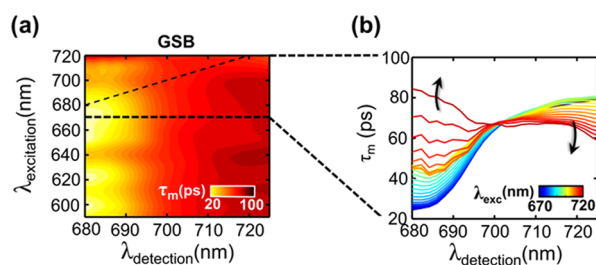 (a)
GSB
λexcitation(nm)
720
700
680
660
640
620
600
τm(ps)
20 100
680 690 700 710 720
λdetection(nm)
(b)
τm (ps)
100
80
60
40
20
λexc(nm)
670 720
680 690 700 710 720
λdetection(nm)